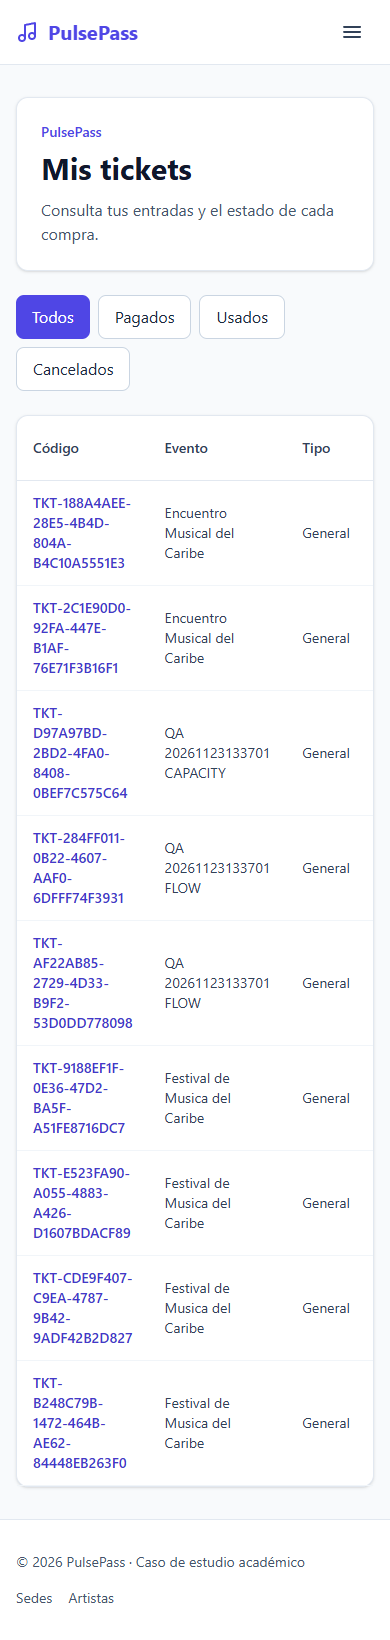 PulsePass
PulsePass
Mis tickets
Consulta tus entradas y el estado de cada
compra.
Todos Pagados Usados
Cancelados
Código Evento Tipo
TKT-188A4AEE-
28E5-4B4D-
804A-
B4C10A5551E3
Encuentro
Musical del
Caribe
General
TKT-2C1E90D0-
92FA-447E-
B1AF-
76E71F3B16F1
Encuentro
Musical del
Caribe
General
TKT-
D97A97BD-
2BD2-4FA0-
8408-
0BEF7C575C64
QA
20261123133701
CAPACITY
General
TKT-284FF011-
0B22-4607-
AAF0-
6DFFF74F3931
QA
20261123133701
FLOW
General
TKT-
AF22AB85-
2729-4D33-
B9F2-
53D0DD778098
QA
20261123133701
FLOW
General
TKT-9188EF1F-
0E36-47D2-
BA5F-
A51FE8716DC7
Festival de
Musica del
Caribe
General
TKT-E523FA90-
A055-4883-
A426-
D1607BDACF89
Festival de
Musica del
Caribe
General
TKT-CDE9F407-
C9EA-4787-
9B42-
9ADF42B2D827
Festival de
Musica del
Caribe
General
TKT-
B248C79B-
1472-464B-
AE62-
84448EB263F0
Festival de
Musica del
Caribe
General
© 2026 PulsePass · Caso de estudio académico
Sedes Artistas